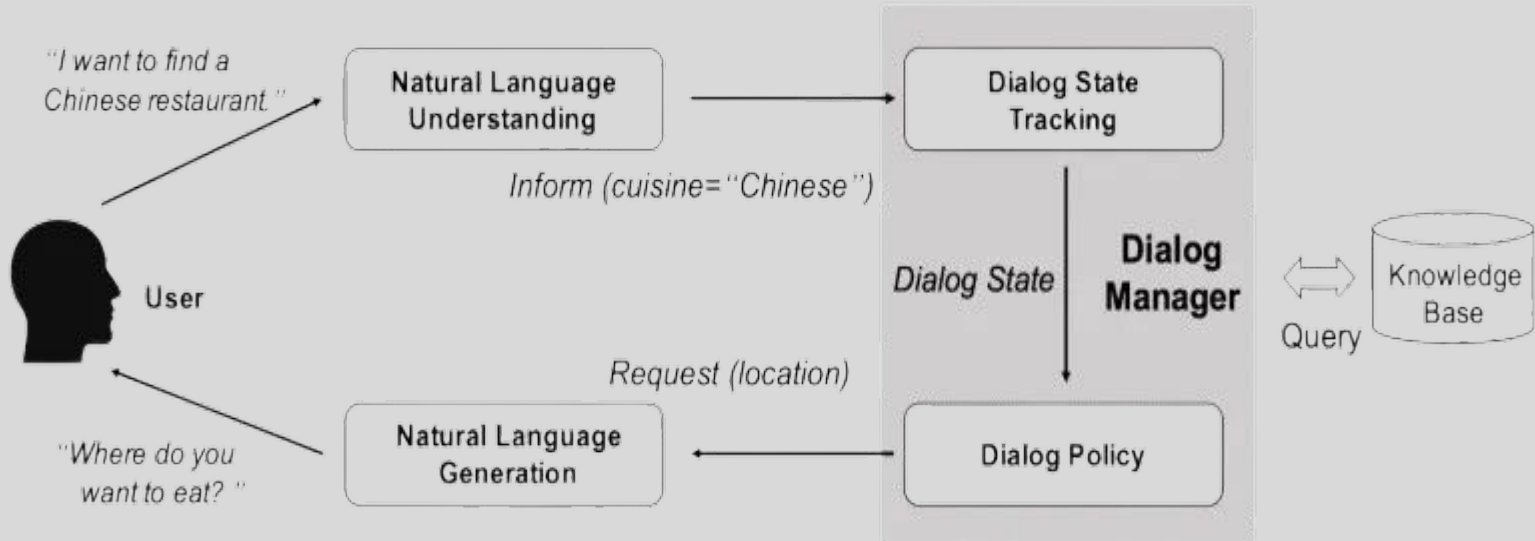 “I want to find a
Chinese restaurant.”
Natural Language
Understanding
Dialog State
Tracking
Inform (cuisine=“Chinese”)
User
Dialog State
Dialog
Manager
Knowledge
Base
Query
Request (location)
Natural Language
Generation
Dialog Policy
“Where do you
want to eat? ”